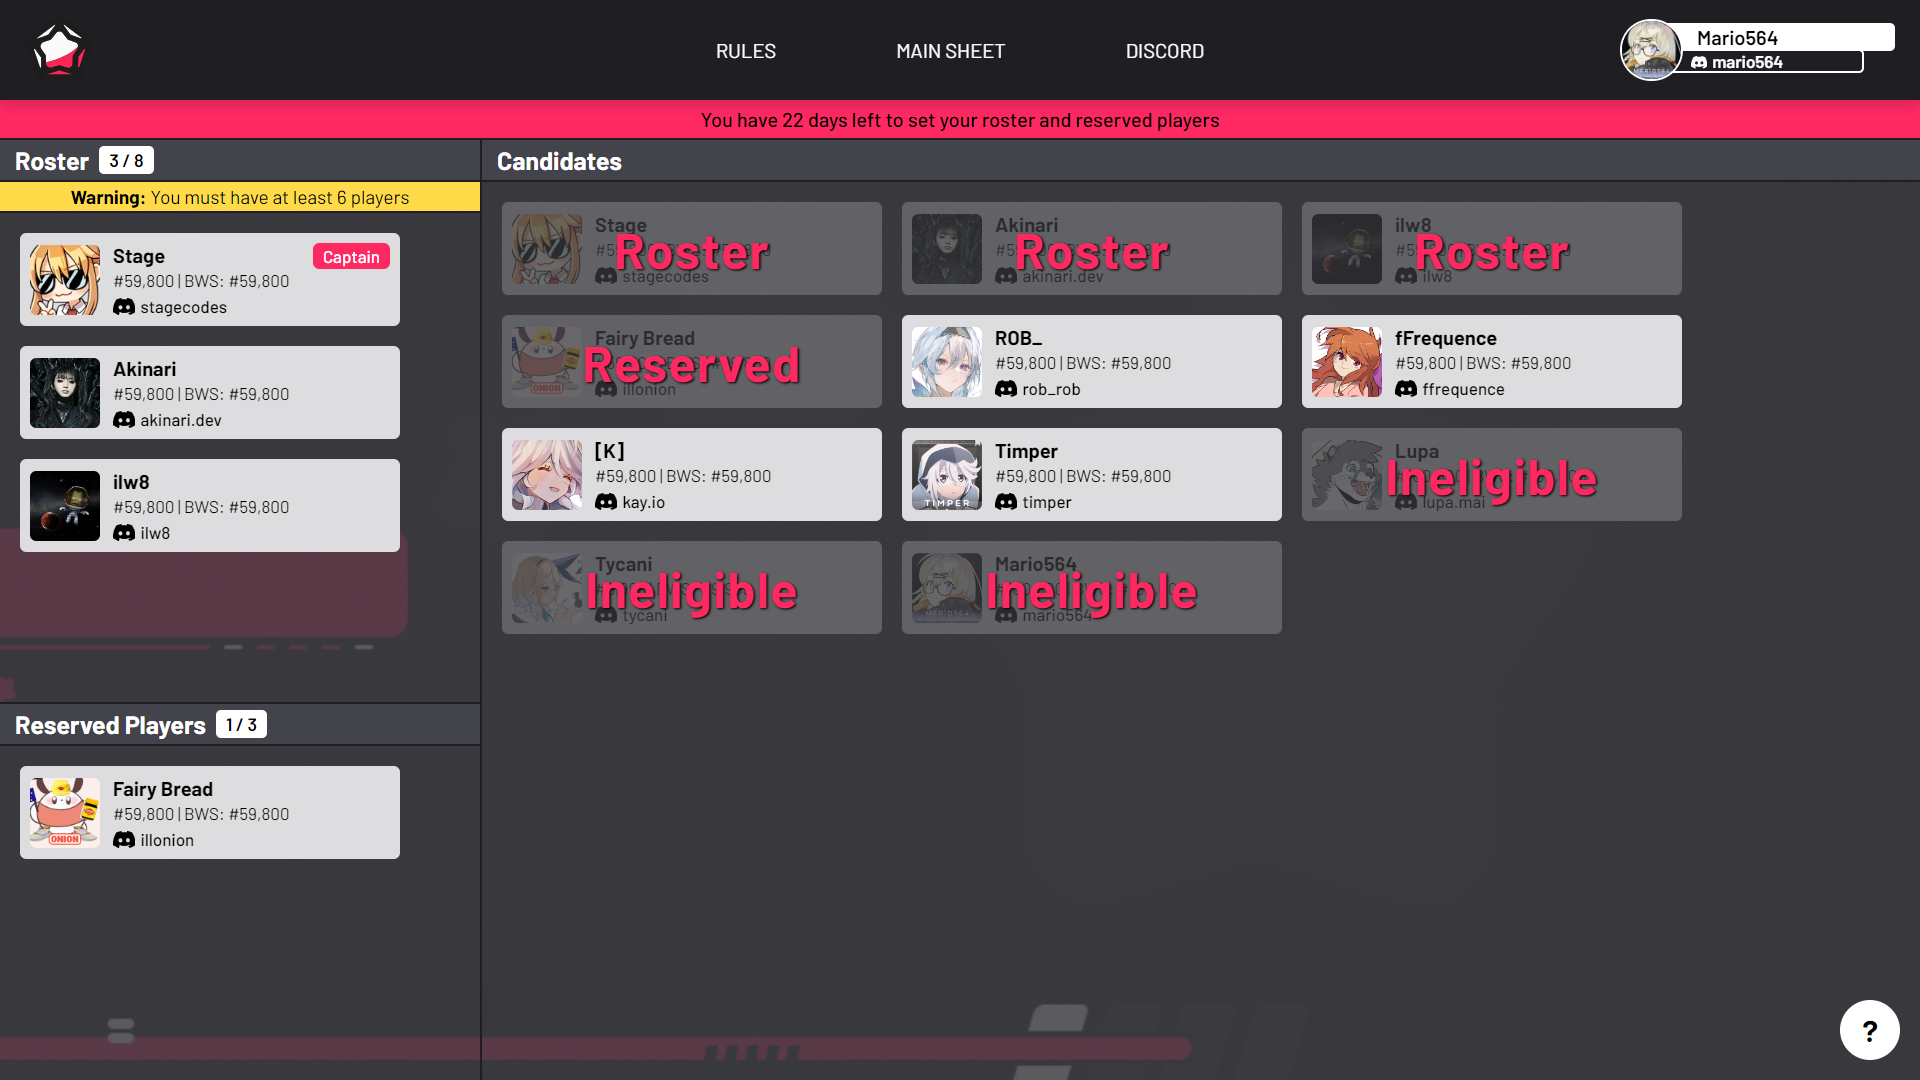 RULES
MAIN SHEET
DISCORD
Mario564
mario564
You have 22 days left to set your roster and reserved players
Roster 3 / 8
Warning: You must have at least 6 players
Stage
Captain
#59,800 | BWS: #59,800
stagecodes
Akinari
#59,800 | BWS: #59,800
akinari.dev
ilw8
#59,800 | BWS: #59,800
ilw8
Reserved Players 1 / 3
Fairy Bread
#59,800 | BWS: #59,800
illonion
ONION
Candidates
Stage
Roster
stagecodes
Akinari
Roster
akinari.dev
ilw8
Roster
ilw8
Fairy Bread
Reserved
illonion
ONION
ROB_
#59,800 | BWS: #59,800
rob_rob
fFrequence
#59,800 | BWS: #59,800
ffrequence
[K]
#59,800 | BWS: #59,800
kay.io
Timper
#59,800 | BWS: #59,800
timper
TIMPER
Lupa
Ineligible
lupa.mai
Tycani
Ineligible
tycani
Mario564
Ineligible
mario564
MARIO564
?